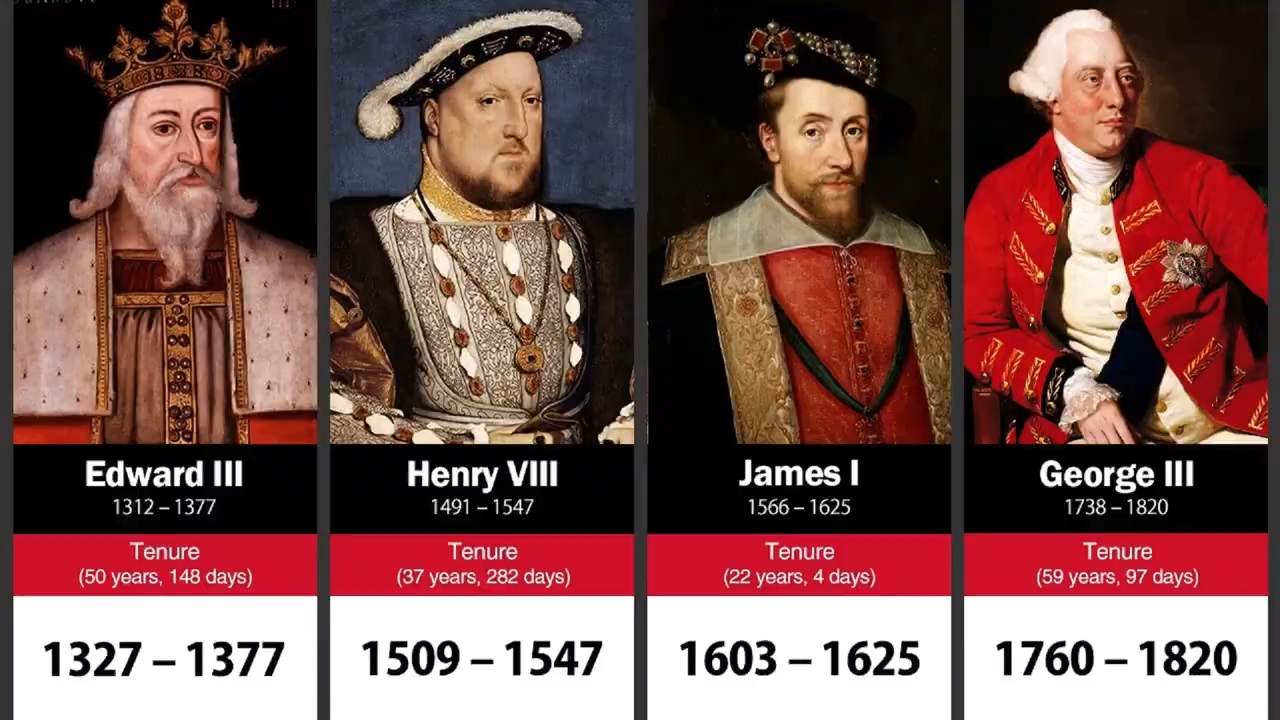 Edward III
1312 – 1377
Tenure
(50 years, 148 days)
1327 – 1377
Henry VIII
1491 – 1547
Tenure
(37 years, 282 days)
1509 – 1547
James I
1566 – 1625
Tenure
(22 years, 4 days)
1603 – 1625
George III
1738 – 1820
Tenure
(59 years, 97 days)
1760 – 1820